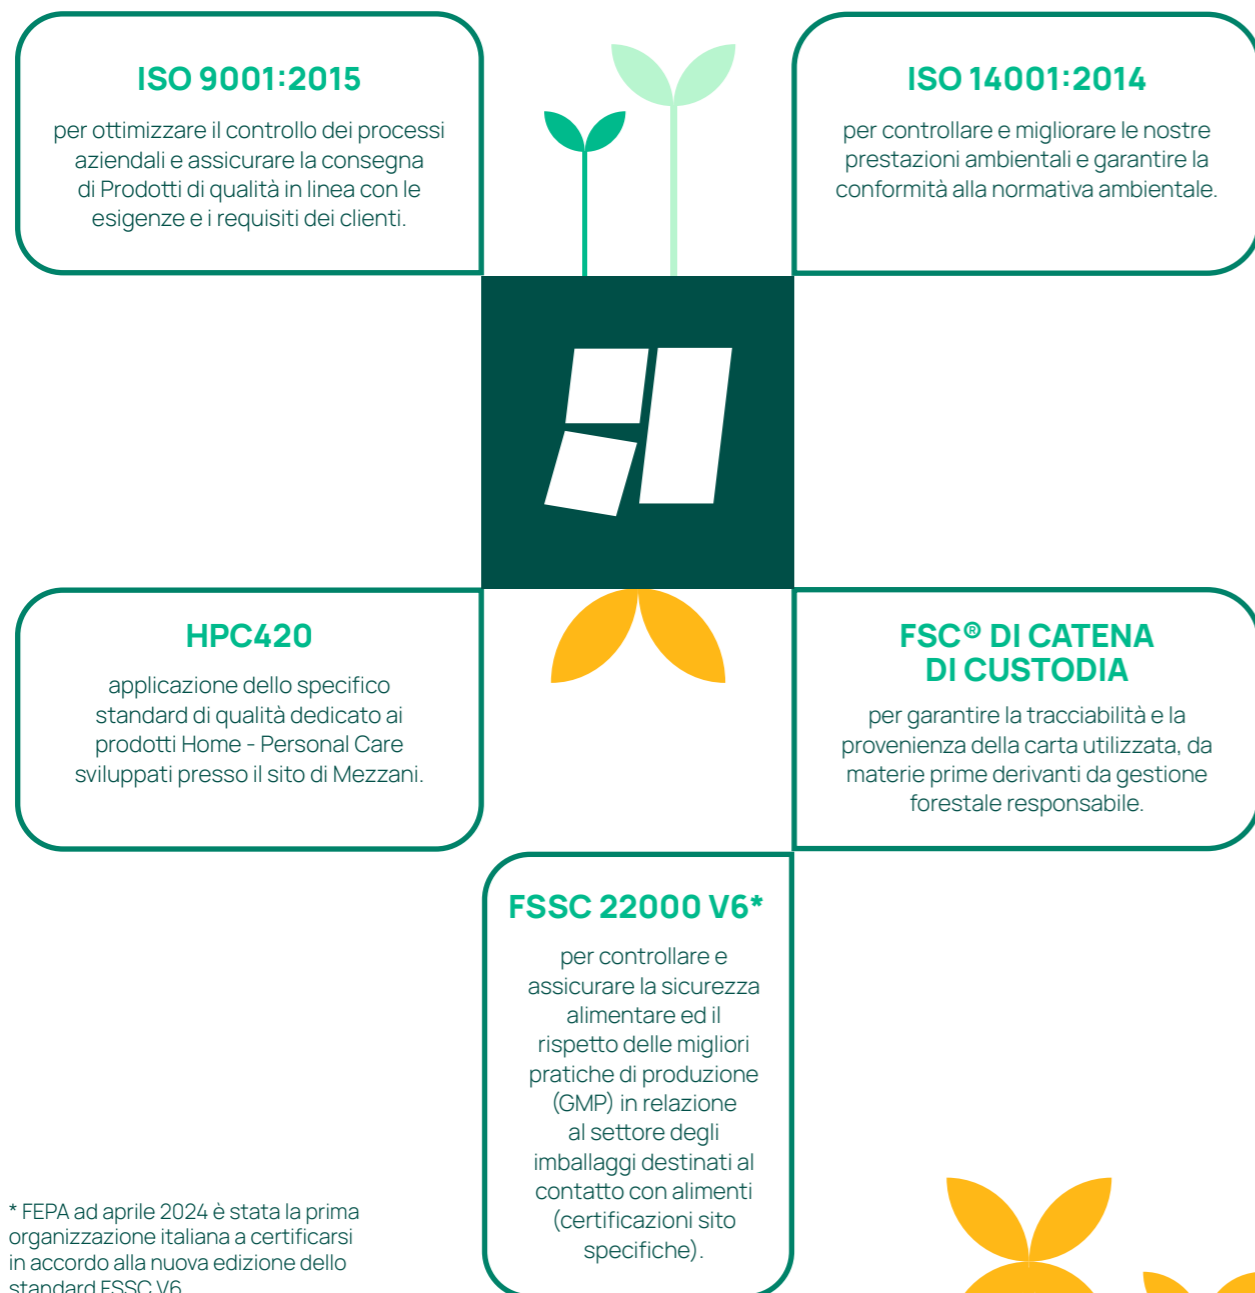 ISO 9001:2015
per ottimizzare il controllo dei processi
aziendali e assicurare la consegna
di Prodotti di qualità in linea con le
esigenze e i requisiti dei clienti.
ISO 14001:2014
per controllare e migliorare le nostre
prestazioni ambientali e garantire la
conformità alla normativa ambientale.
HPC420
applicazione dello specifico
standard di qualità dedicato ai
prodotti Home - Personal Care
sviluppati presso il sito di Mezzani.
FSC® DI CATENA
DI CUSTODIA
per garantire la tracciabilità e la
provenienza della carta utilizzata, da
materie prime derivanti da gestione
forestale responsabile.
FSSC 22000 V6*
per controllare e
assicurare la sicurezza
alimentare ed il
rispetto delle migliori
pratiche di produzione
(GMP) in relazione
al settore degli
imballaggi destinati al
contatto con alimenti
(certificazioni sito
specifiche).
* FEPA ad aprile 2024 è stata la prima
organizzazione italiana a certificarsi
in accordo alla nuova edizione dello
standard FSSC V6